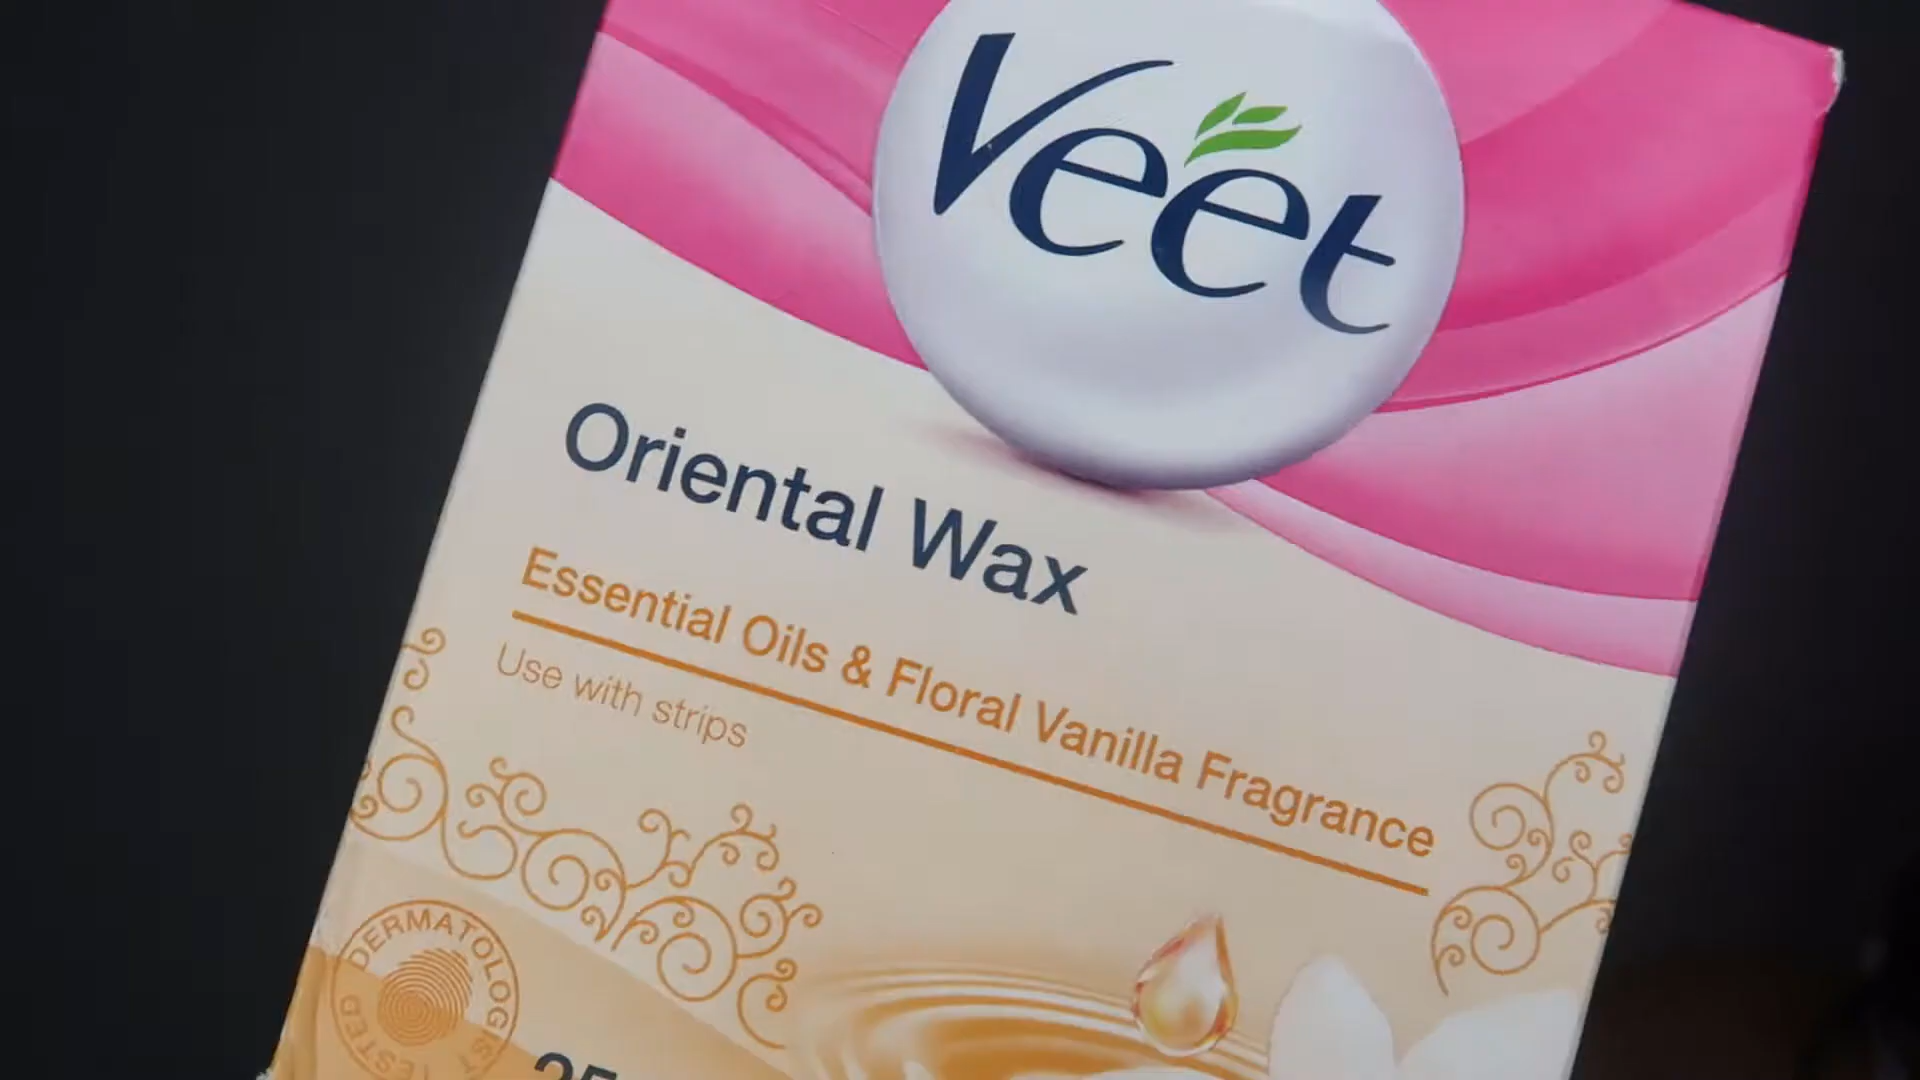 Veet
Oriental Wax
Essential Oils & Floral Vanilla Fragrance
Use with strips
DERMATOLOGIST TESTED